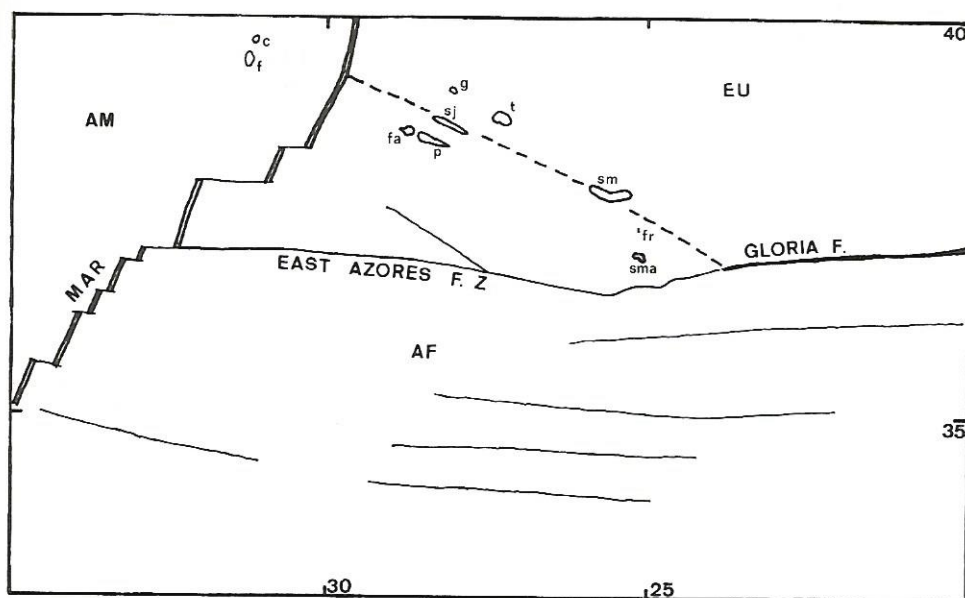 40
c
f
g
EU
AM
sj
t
fa
p
sm
'fr
GLORIA F.
sma
EAST AZORES F. Z
MAR
AF
35
30
25